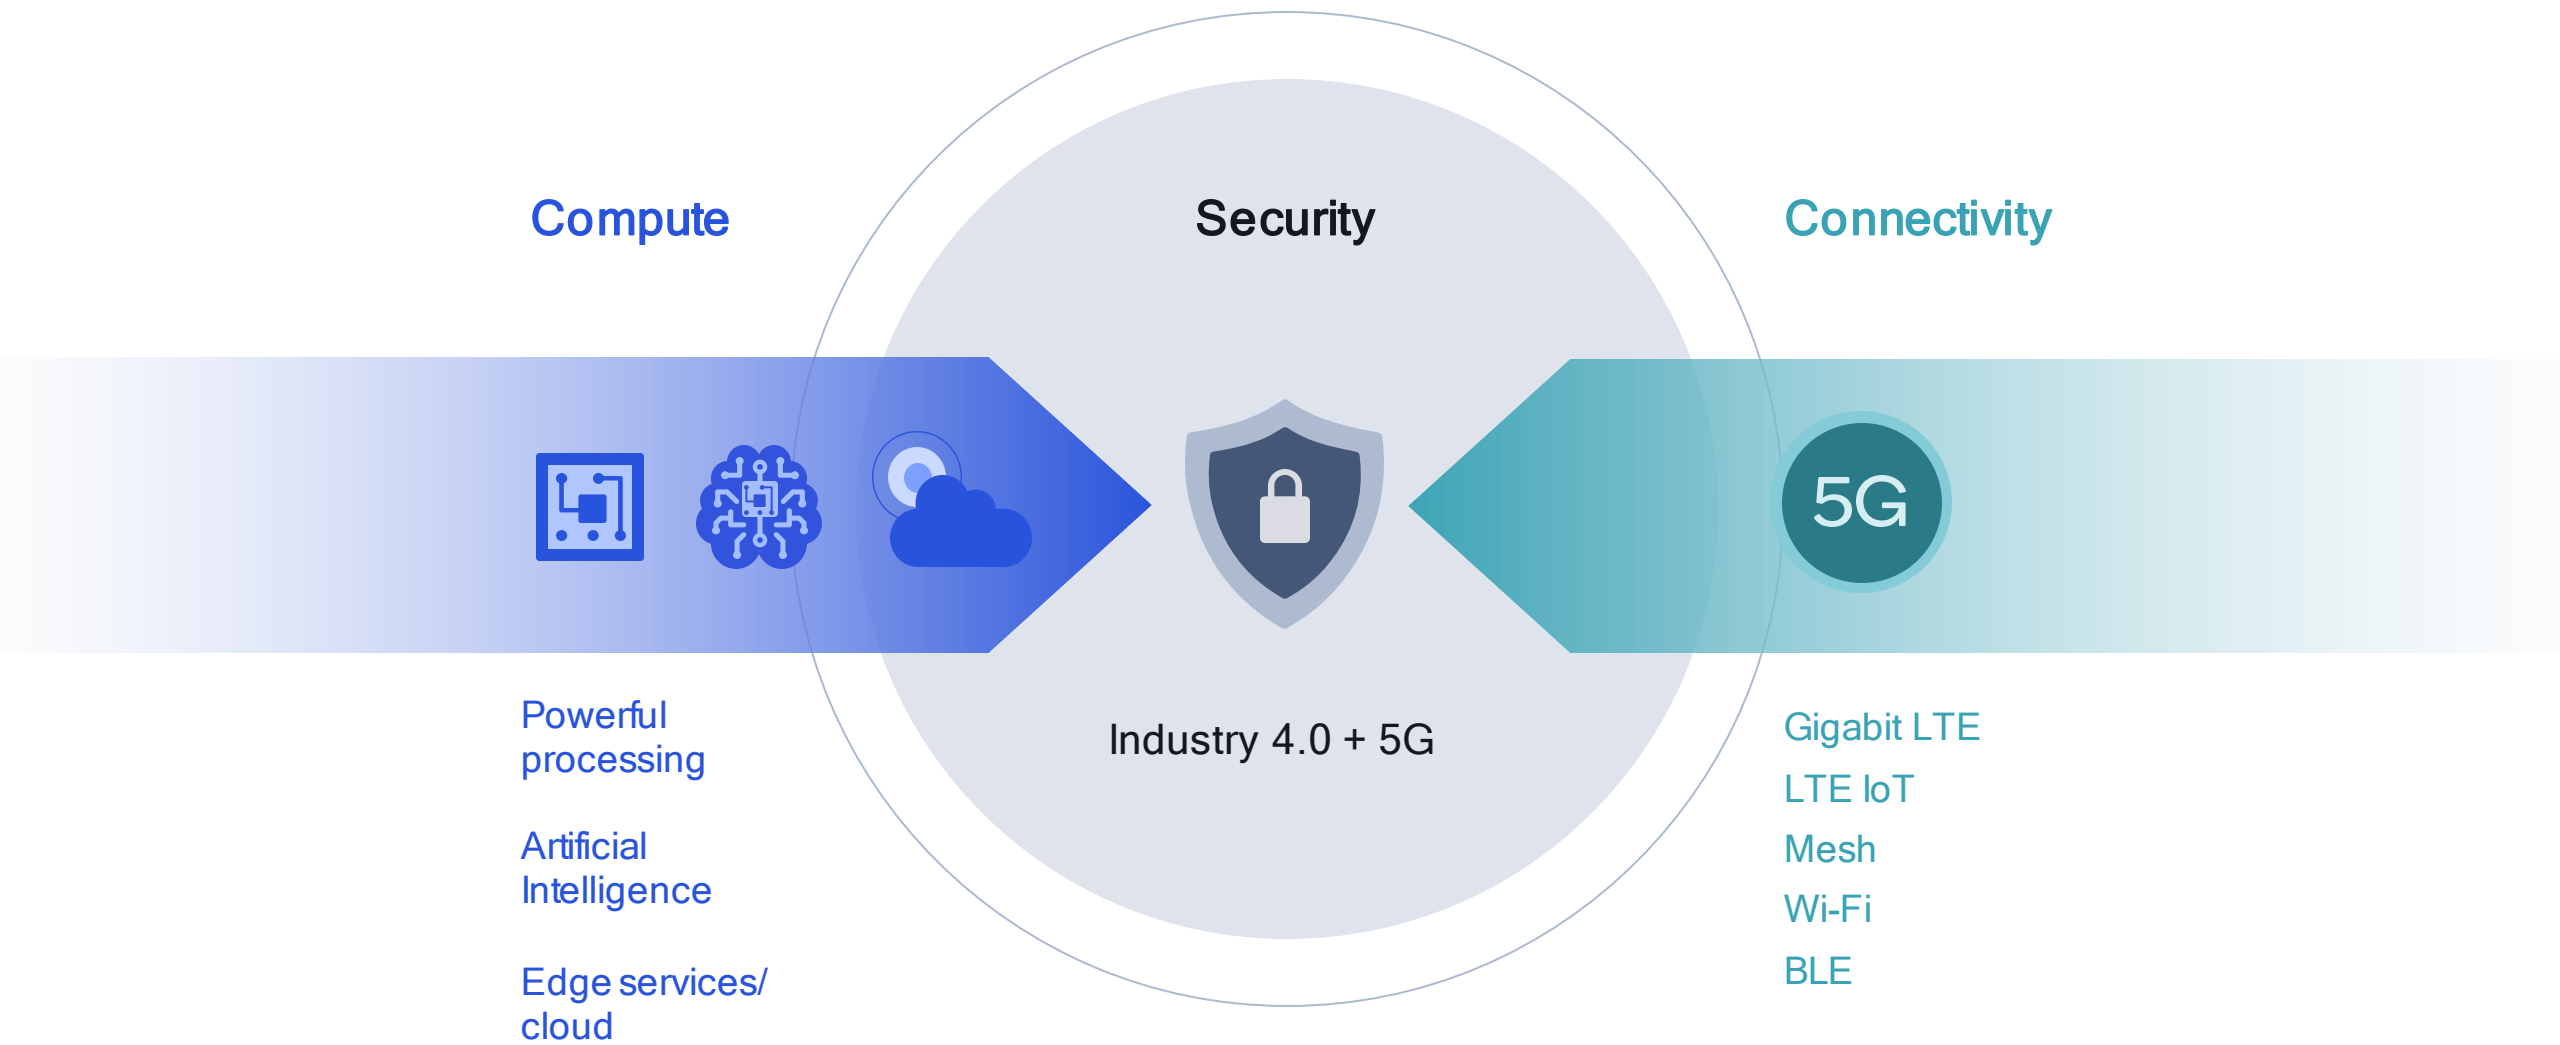 Compute
Security
Connectivity
5G
Powerful
processing
Artificial
Intelligence
Edge services/
cloud
Industry 4.0 + 5G
Gigabit LTE
LTE IoT
Mesh
Wi-Fi
BLE